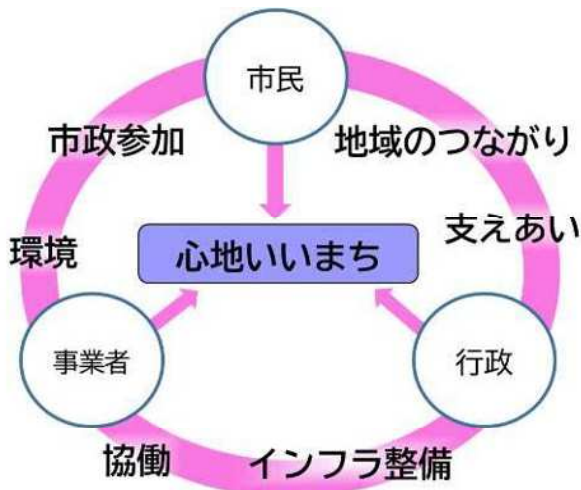 市民
市政参加
地域のつながり
支えあい
環境
心地いいまち
事業者
行政
協働
インフラ整備